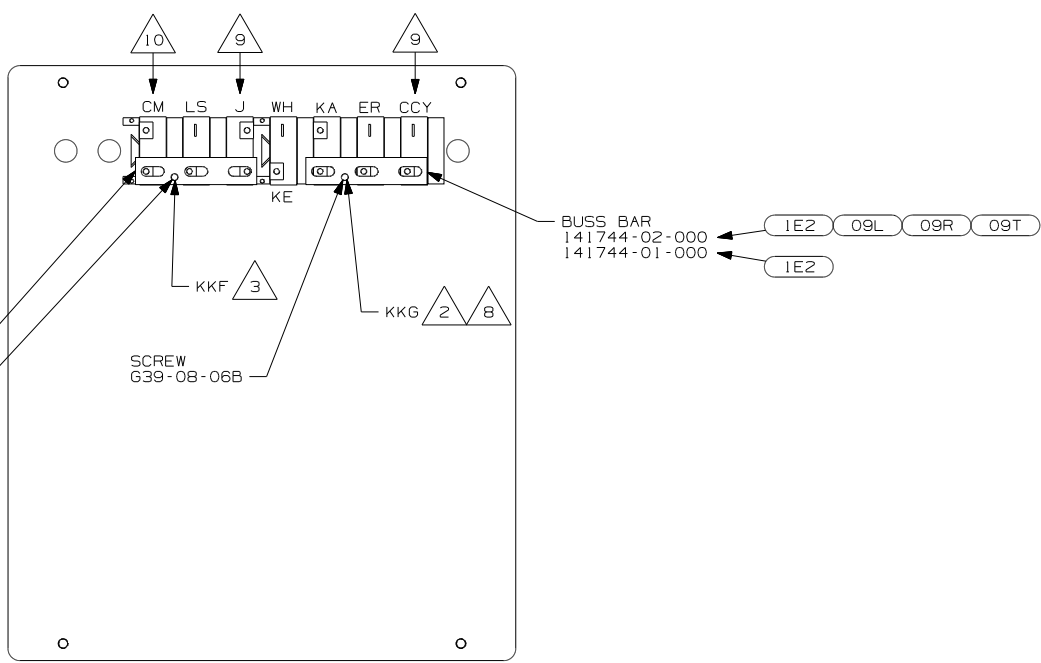 10 9 9
CM LS J WH KA ER CCY
KE
BUSS BAR
141744-02-000
141744-01-000
1E2 09L 09R 09T
1E2
KKF 3
KKG 2 8
SCREW
G39-08-06B